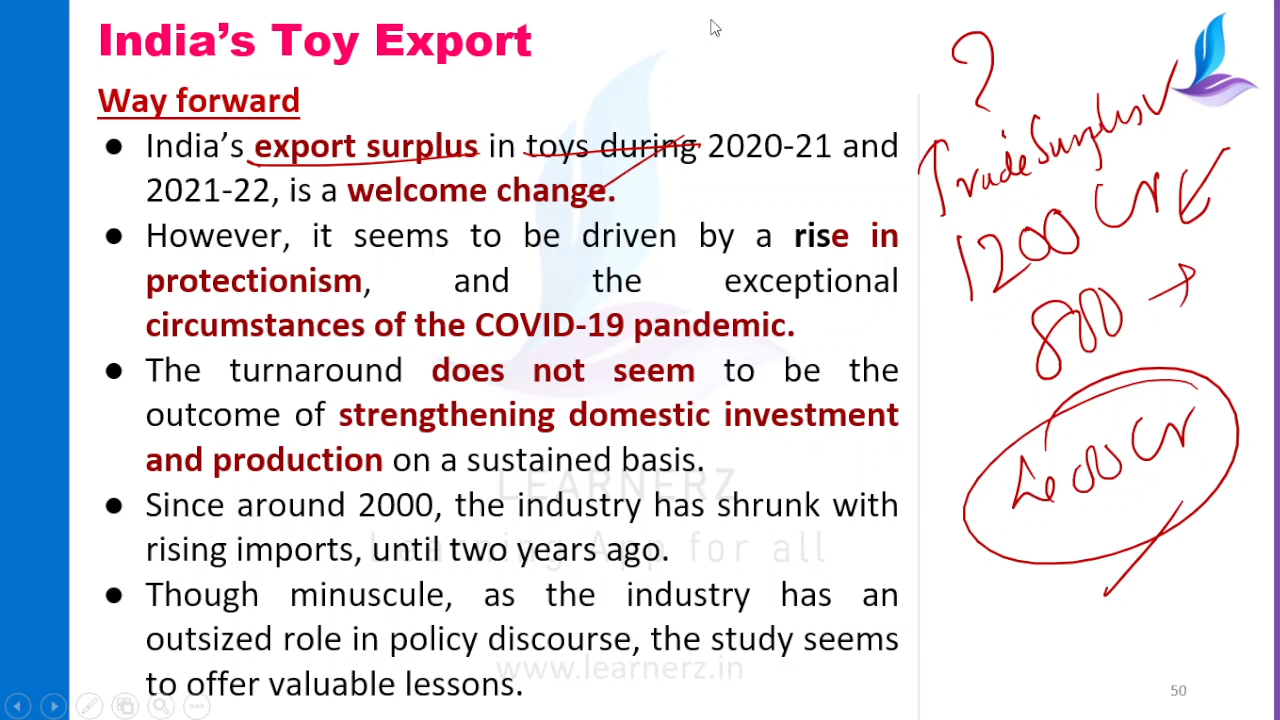 India's Toy Export
Way forward
● India's export surplus in toys during 2020-21 and
2021-22, is a welcome change.
● However, it seems to be driven by a rise in
protectionism, and the exceptional
circumstances of the COVID-19 pandemic.
● The turnaround does not seem to be the
outcome of strengthening domestic investment
and production on a sustained basis.
● Since around 2000, the industry has shrunk with
rising imports, until two years ago.
● Though minuscule, as the industry has an
outsized role in policy discourse, the study seems
to offer valuable lessons.
?
Trade Surplus
1200 Cr E
800
Cr
LEARNERZ
Learning App for all
www.learnerz.in
50